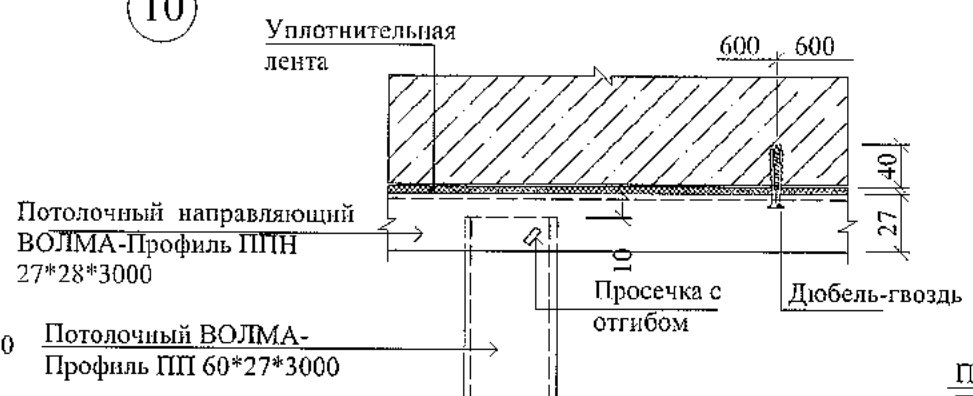 10
Уплотнительная
лента
600 600
40
27
Потолочный направляющий
ВОЛМА-Профиль ППН
27*28*3000
10
Просечка с
отгибом
Дюбель-гвоздь
0
Потолочный ВОЛМА-
Профиль ПП 60*27*3000
П